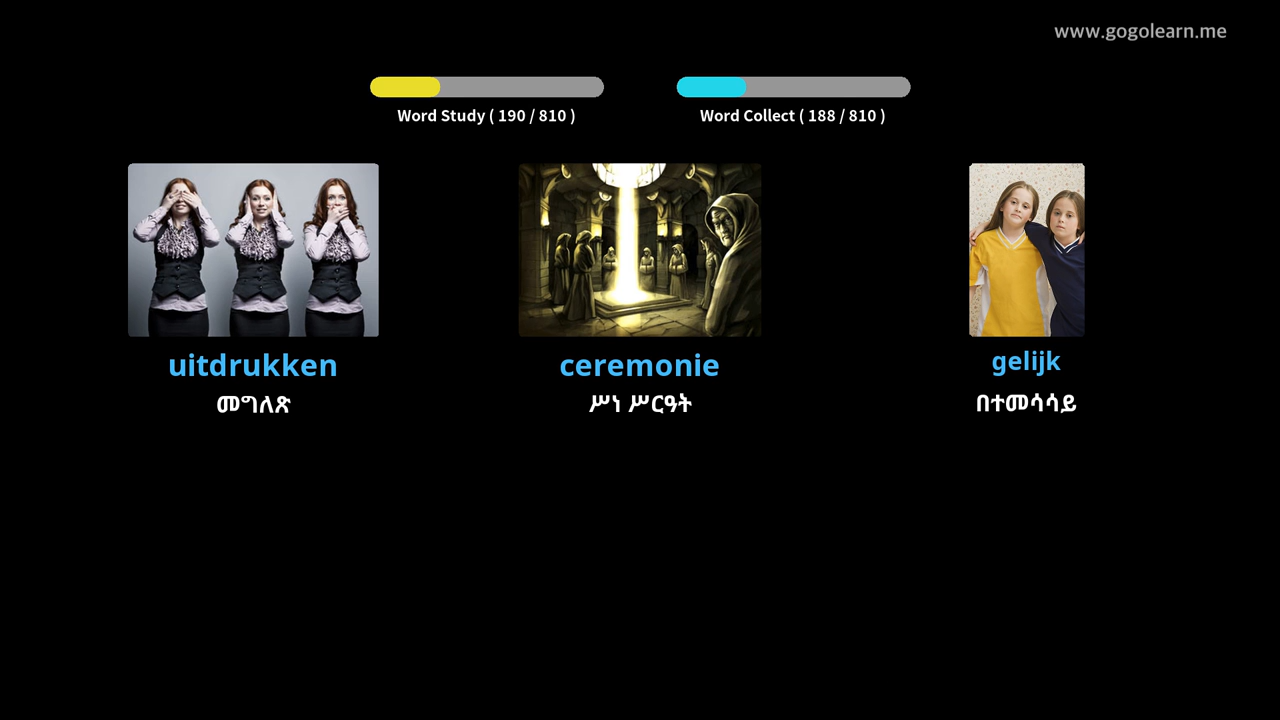 www.gogolearn.me
Word Study ( 190 / 810 )
Word Collect ( 188 / 810 )
uitdrukken
ceremonie
gelijk
መግለጽ
ሥነ ሥርዓት
በተመሳሳይ